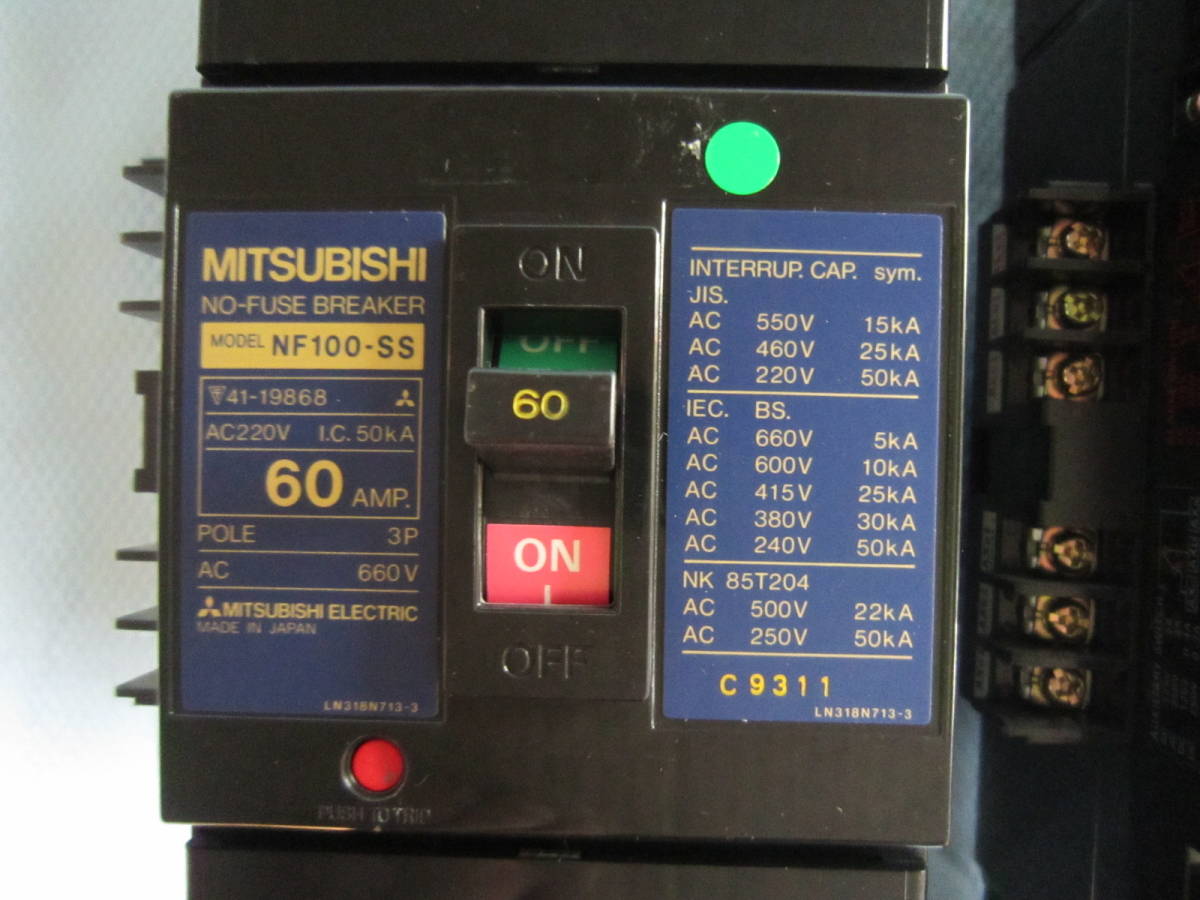 MITSUBISHI
NO-FUSE BREAKER
MODEL NF100-SS
41-19868
AC220V I.C. 50kA
60 AMP.
POLE 3P
AC 660V
MITSUBISHI ELECTRIC
MADE IN JAPAN
LN318N713-3
PUSH TO TRIP
ON
OFF
60
ON
OFF
INTERRUP. CAP. sym.
JIS.
AC 550V 15kA
AC 460V 25kA
AC 220V 50kA
IEC. BS.
AC 660V 5kA
AC 600V 10kA
AC 415V 25kA
AC 380V 30kA
AC 240V 50kA
NK 85T204
AC 500V 22kA
AC 250V 50kA
C 9311
LN318N713-3